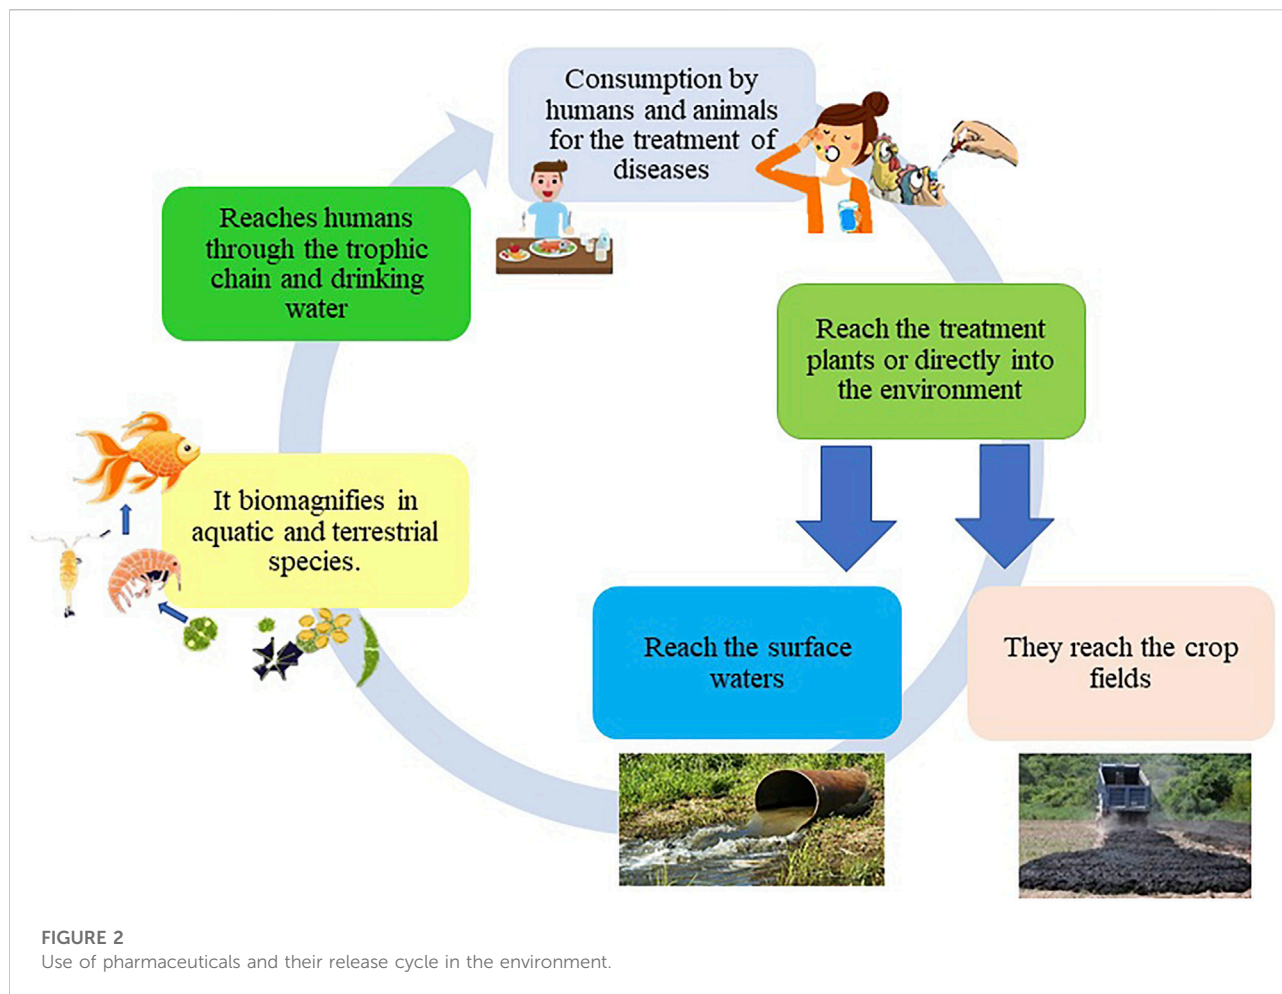 Consumption by
humans and animals
for the treatment of
diseases
Reaches humans
through the trophic
chain and drinking
water
Reach the treatment
plants or directly into
the environment
It biomagnifies in
aquatic and terrestrial
species.
Reach the surface
waters
They reach the crop
fields
FIGURE 2
Use of pharmaceuticals and their release cycle in the environment.